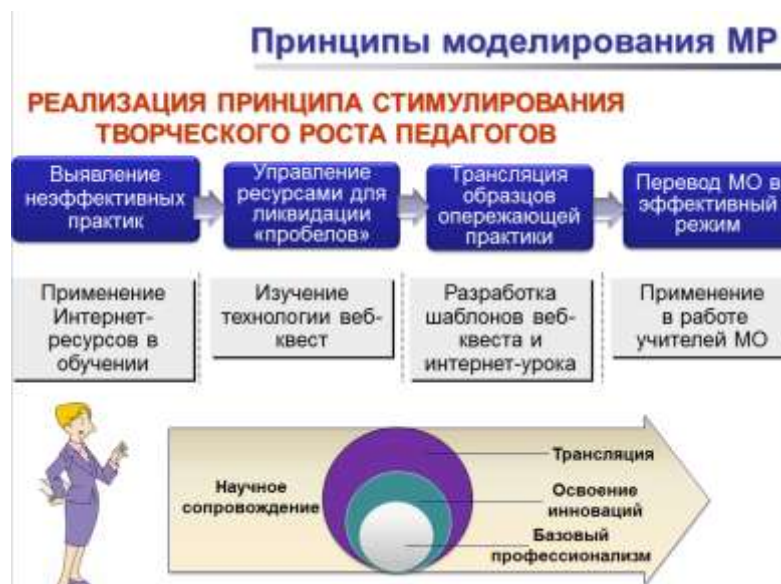 Принципы моделирования МР
РЕАЛИЗАЦИЯ ПРИНЦИПА СТИМУЛИРОВАНИЯ
ТВОРЧЕСКОГО РОСТА ПЕДАГОГОВ
Выявление
неэффективных
практик
Управление
ресурсами для
ликвидации
«пробелов»
Трансляция
образцов
опережающей
практики
Перевод МО в
эффективный
режим
Применение
Интернет-
ресурсов в
обучении
Изучение
технологии веб-
квест
Разработка
шаблонов веб-
квеста и
интернет-урока
Применение
в работе
учителей МО
Научное
сопровождение
Трансляция
Освоение
инноваций
Базовый
профессионализм